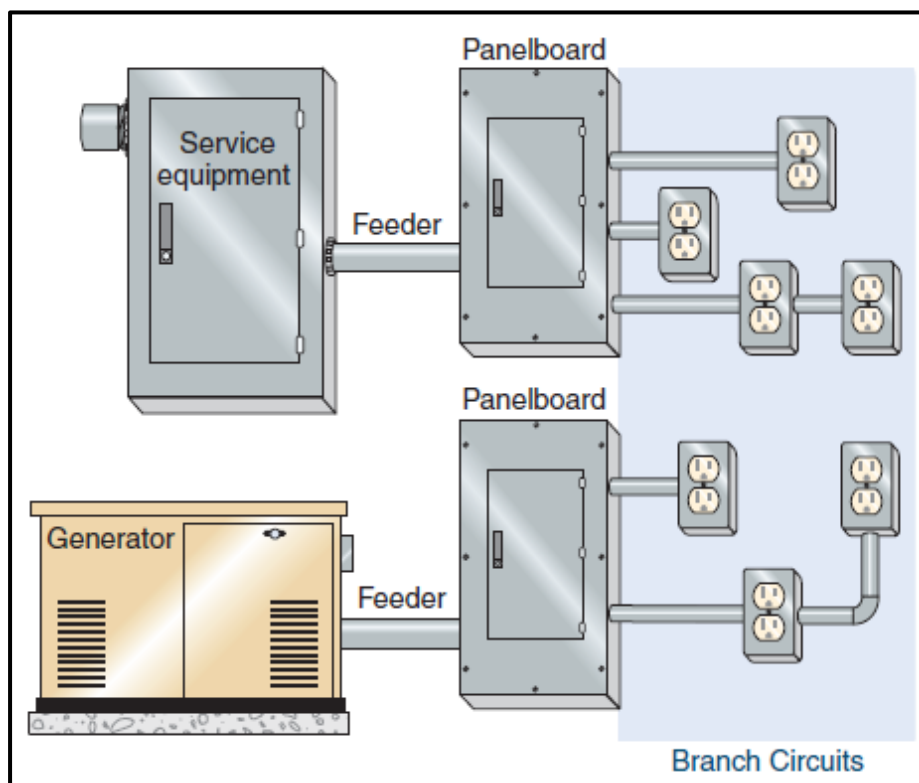 Panelboard
Service
equipment
Feeder
Panelboard
Generator
Feeder
Branch Circuits